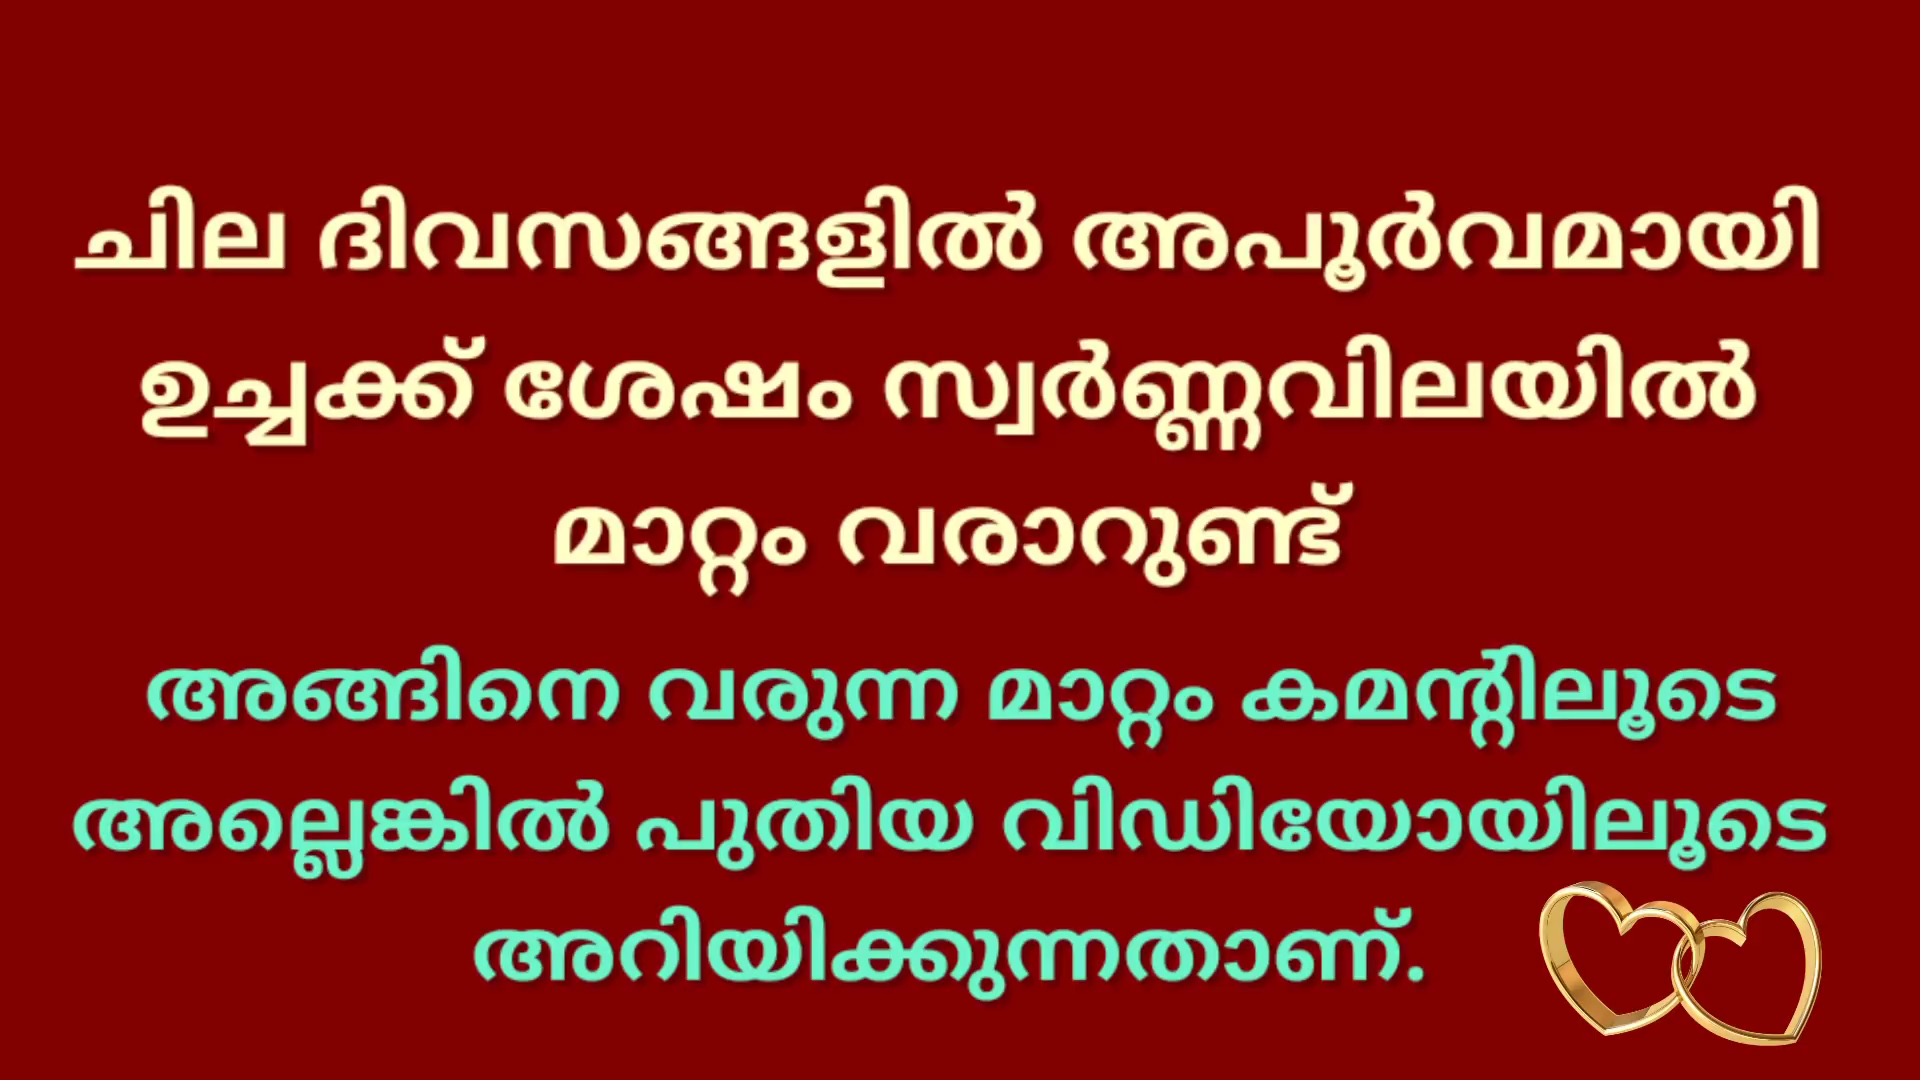 ചില ദിവസങ്ങളിൽ അപൂർവമായി
ഉച്ചക്ക് ശേഷം സ്വർണ്ണവിലയിൽ
മാറ്റം വരാറുണ്ട്
അങ്ങിനെ വരുന്ന മാറ്റം കമന്റിലൂടെ
അല്ലെങ്കിൽ പുതിയ വിഡിയോയിലൂടെ
അറിയിക്കുന്നതാണ്.